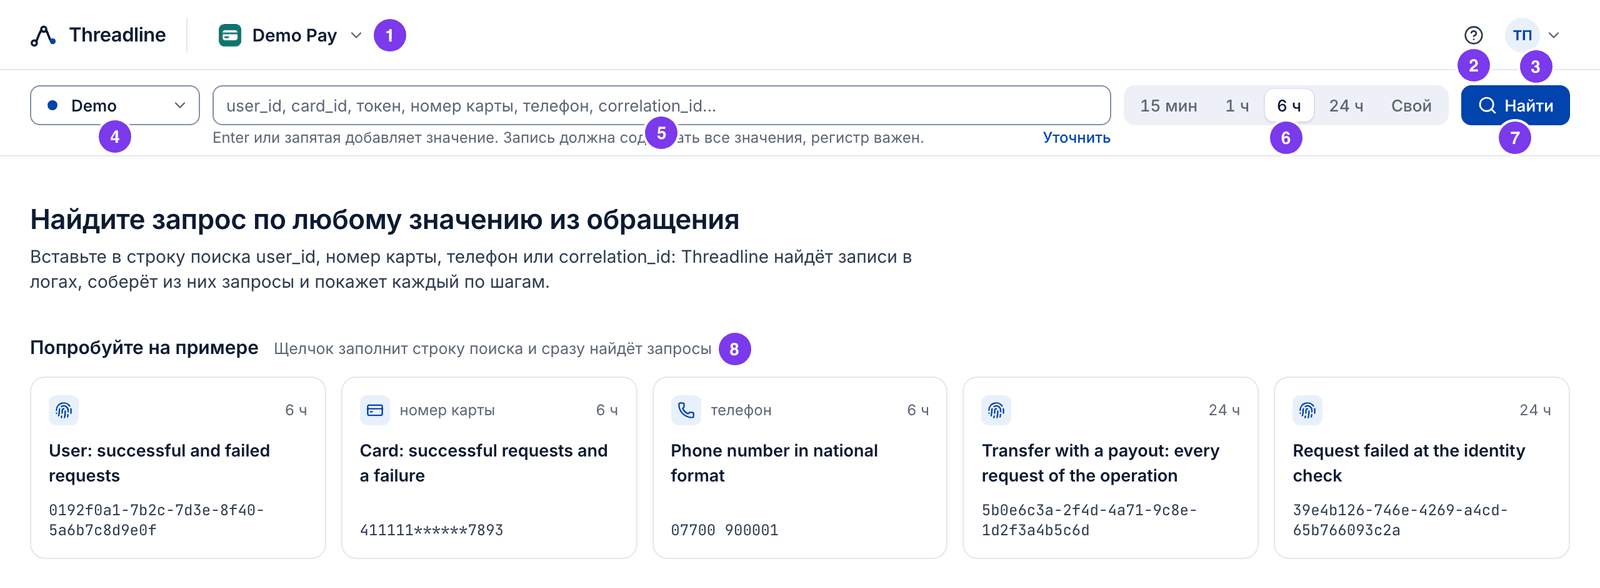 Threadline
Demo Pay
1
ТП
2
3
Demo
user_id, card_id, токен, номер карты, телефон, correlation_id...
15 мин
1 ч
6 ч
24 ч
Свой
Найти
4
Enter или запятая добавляет значение. Запись должна сод
5
ать все значения, регистр важен.
Уточнить
6
7
Найдите запрос по любому значению из обращения
Вставьте в строку поиска user_id, номер карты, телефон или correlation_id: Threadline найдёт записи в
логах, соберёт из них запросы и покажет каждый по шагам.
Попробуйте на примере
Щелчок заполнит строку поиска и сразу найдёт запросы
8
6 ч
User: successful and failed
requests
0192f0a1-7b2c-7d3e-8f40-
5a6b7c8d9e0f
номер карты
6 ч
Card: successful requests and
a failure
411111******7893
телефон
6 ч
Phone number in national
format
07700 900001
24 ч
Transfer with a payout: every
request of the operation
5b0e6c3a-2f4d-4a71-9c8e-
1d2f3a4b5c6d
24 ч
Request failed at the identity
check
39e4b126-746e-4269-a4cd-
65b766093c2a